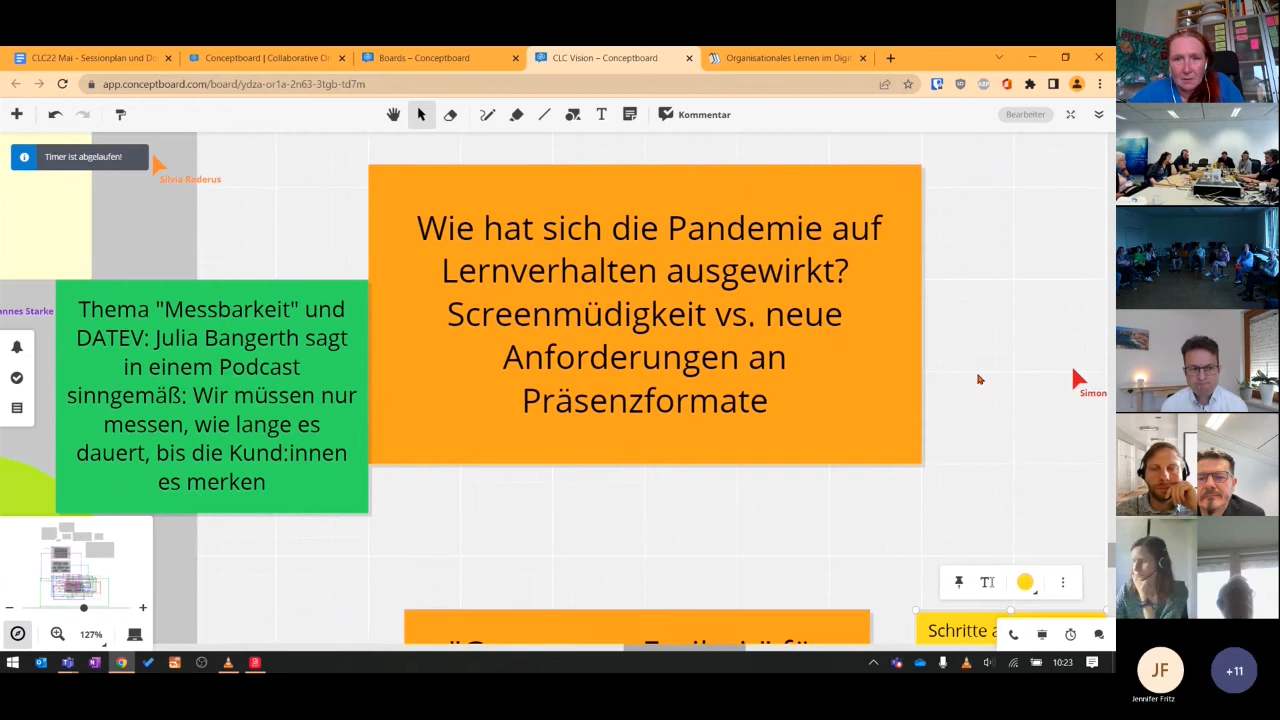 CLC22 Mai - Sessionplan und Do
Conceptboard | Collaborative On
Boards – Conceptboard
CLC Vision – Conceptboard
Organisationales Lernen im Digit
app.conceptboard.com/board/ydza-or1a-2n63-3tgb-td7m
T
Kommentar
Bearbeiter
Timer ist abgelaufen!
Silvia Roderus
Wie hat sich die Pandemie auf
Lernverhalten ausgewirkt?
Screenmüdigkeit vs. neue
Anforderungen an
Präsenzformate
annes Starke
Thema "Messbarkeit" und
DATEV: Julia Bangerth sagt
in einem Podcast
sinngemäß: Wir müssen nur
messen, wie lange es
dauert, bis die Kund:innen
es merken
Simon
127%
Schritte
10:23
JF
+11
Jennifer Fritz